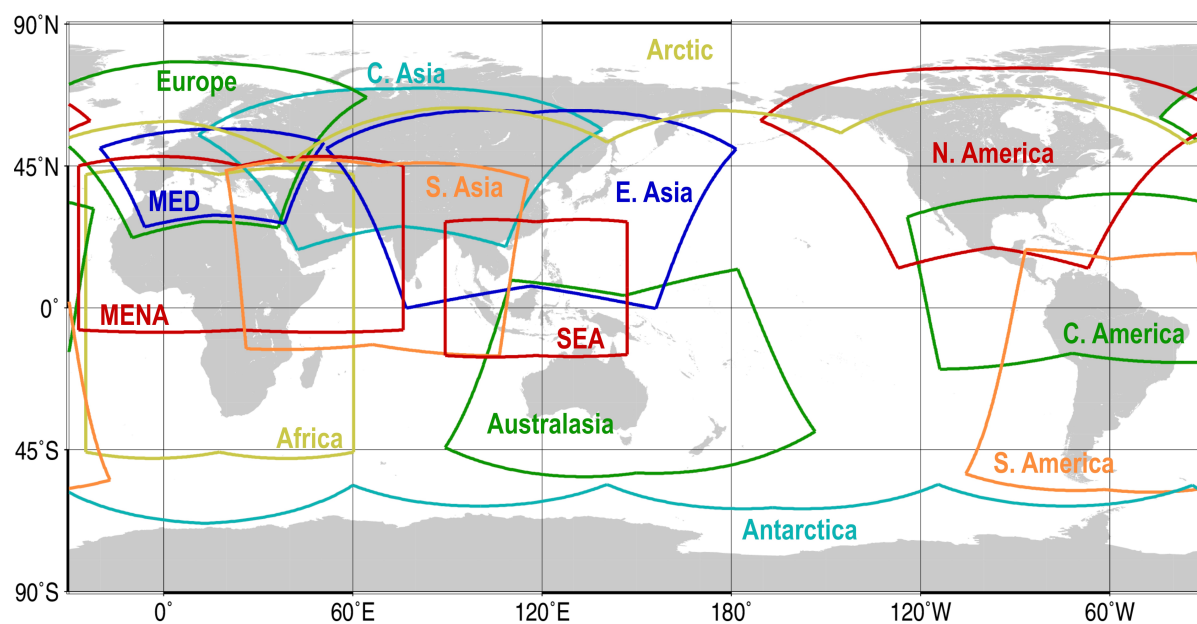 90°N
Arctic
Europe
C. Asia
N. America
45°N
MED
S. Asia
E. Asia
0°
MENA
SEA
C. America
Australasia
Africa
45°S
S. America
Antarctica
90°S
0°
60°E
120°E
180°
120°W
60°W